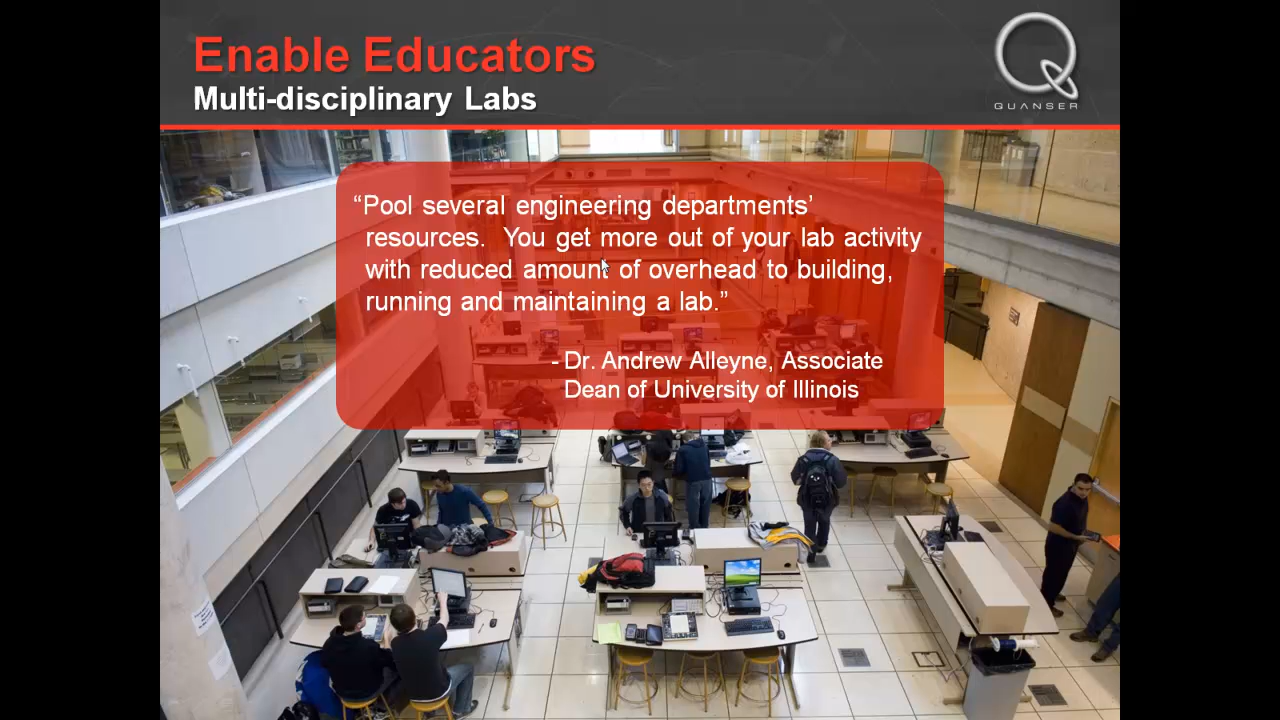 Enable Educators
Multi-disciplinary Labs
QUANSER
“Pool several engineering departments’
resources.  You get more out of your lab activity
with reduced amount of overhead to building,
running and maintaining a lab.”
- Dr. Andrew Alleyne, Associate
Dean of University of Illinois